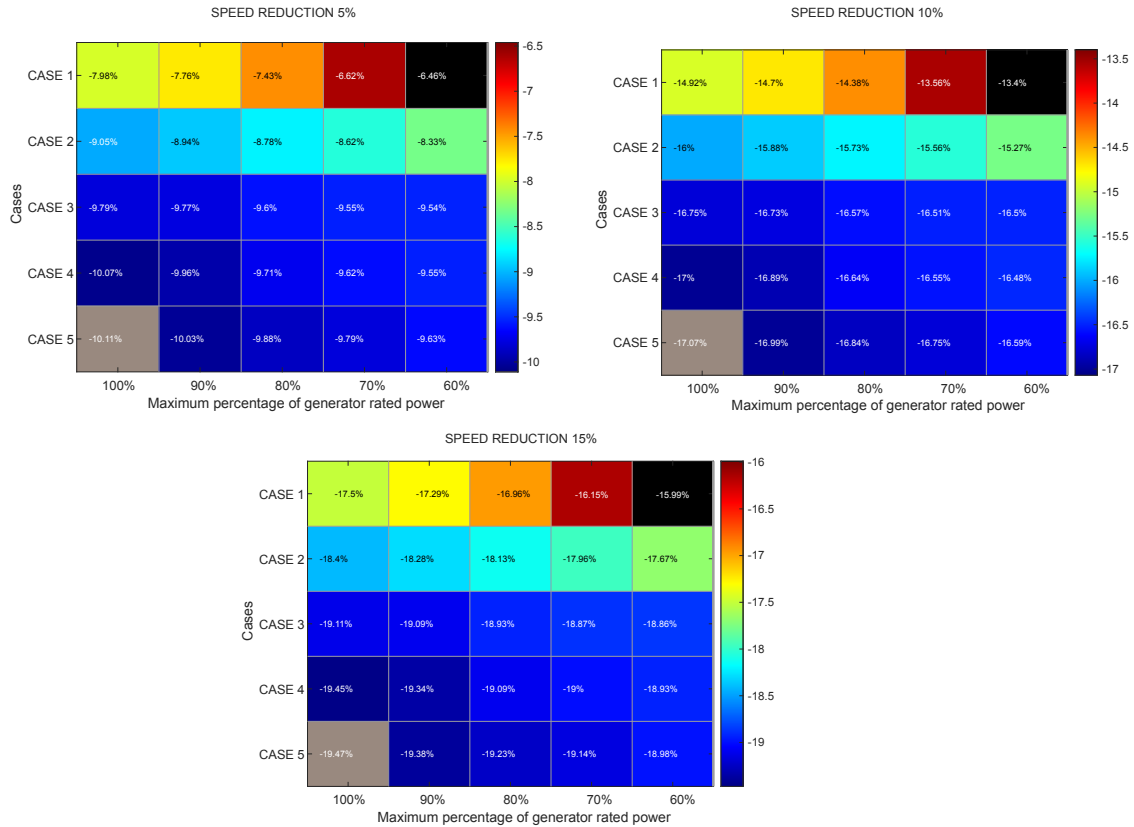 SPEED REDUCTION 5%
CASE 1 -7.98% -7.76% -7.43% -6.62% -6.46%
CASE 2 -9.05% -8.94% -8.78% -8.62% -8.33%
CASE 3 -9.79% -9.77% -9.6% -9.55% -9.54%
CASE 4 -10.07% -9.96% -9.71% -9.62% -9.55%
CASE 5 -10.11% -10.03% -9.88% -9.79% -9.63%
Cases
100% 90% 80% 70% 60%
Maximum percentage of generator rated power
-6.5
-7
-7.5
-8
-8.5
-9
-9.5
-10
SPEED REDUCTION 10%
CASE 1 -14.92% -14.7% -14.38% -13.56% -13.4%
CASE 2 -16% -15.88% -15.73% -15.56% -15.27%
CASE 3 -16.75% -16.73% -16.57% -16.51% -16.5%
CASE 4 -17% -16.89% -16.64% -16.55% -16.48%
CASE 5 -17.07% -16.99% -16.84% -16.75% -16.59%
Cases
100% 90% 80% 70% 60%
Maximum percentage of generator rated power
-13.5
-14
-14.5
-15
-15.5
-16
-16.5
-17
SPEED REDUCTION 15%
CASE 1 -17.5% -17.29% -16.96% -16.15% -15.99%
CASE 2 -18.4% -18.28% -18.13% -17.96% -17.67%
CASE 3 -19.11% -19.09% -18.93% -18.87% -18.86%
CASE 4 -19.45% -19.34% -19.09% -19% -18.93%
CASE 5 -19.47% -19.38% -19.23% -19.14% -18.98%
Cases
100% 90% 80% 70% 60%
Maximum percentage of generator rated power
-16
-16.5
-17
-17.5
-18
-18.5
-19